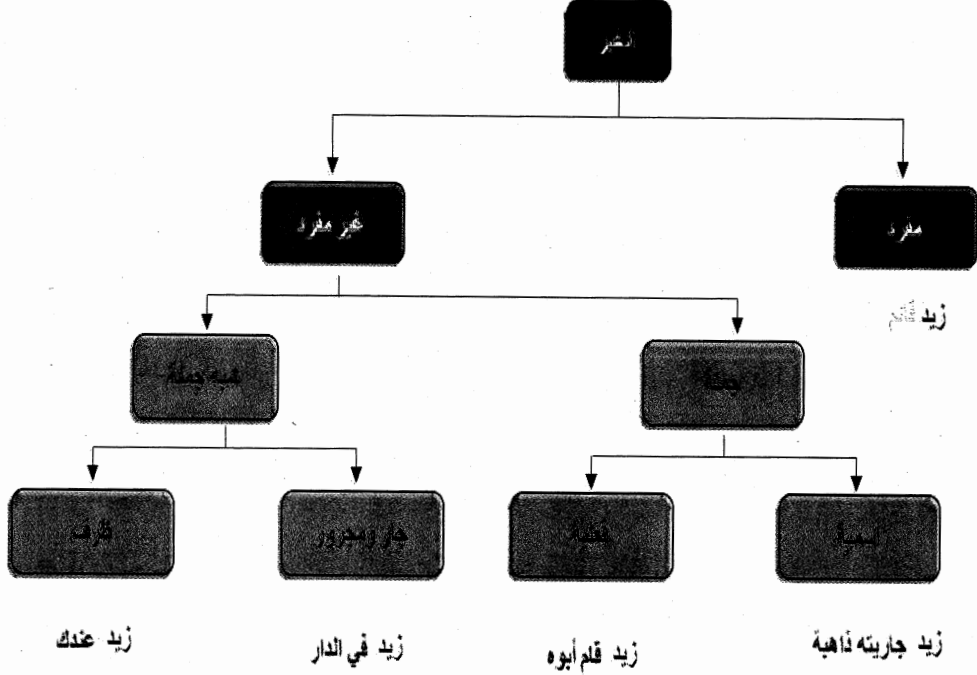 الخبر
مفرد
غير مفرد
زيد قائم
جملة
شبه جملة
اسمية
فعلية
جار ومجرور
ظرف
زيد جاريته ذاهبة
زيد قام أبوه
زيد في الدار
زيد عندك